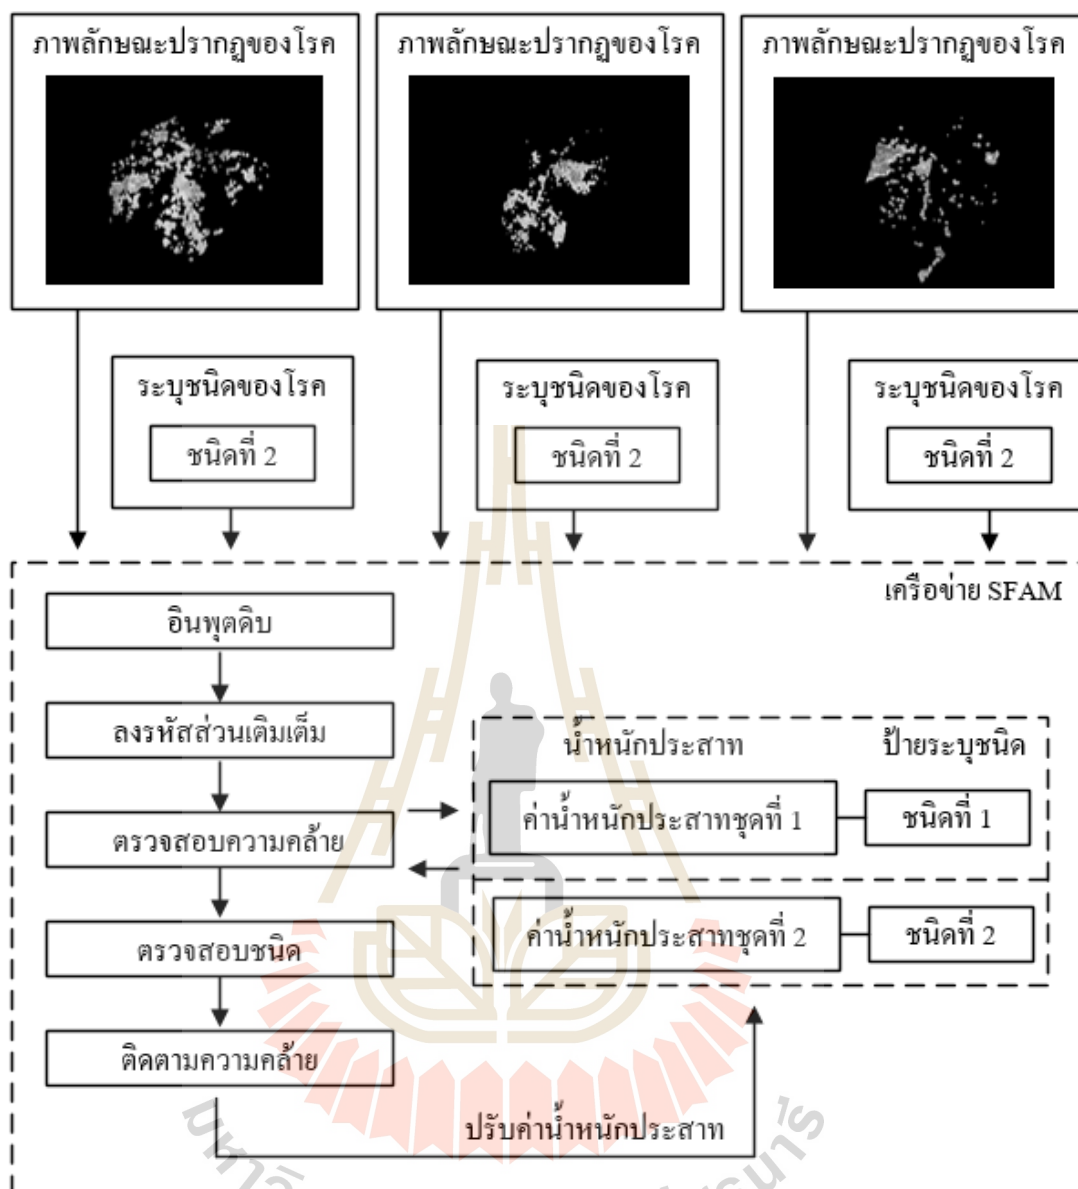 ภาพลักษณะปรากฏของโรค
ภาพลักษณะปรากฏของโรค
ภาพลักษณะปรากฏของโรค
ระบุชนิดของโรค
ชนิดที่ 2
ระบุชนิดของโรค
ชนิดที่ 2
ระบุชนิดของโรค
ชนิดที่ 2
เครือข่าย SFAM
อินพุตดิบ
ลงรหัสส่วนเติมเต็ม
ตรวจสอบความคล้าย
ตรวจสอบชนิด
ติดตามความคล้าย
น้ำหนักประสาท
ป้ายระบุชนิด
ค่าน้ำหนักประสาทชุดที่ 1
ชนิดที่ 1
ค่าน้ำหนักประสาทชุดที่ 2
ชนิดที่ 2
ปรับค่าน้ำหนักประสาท